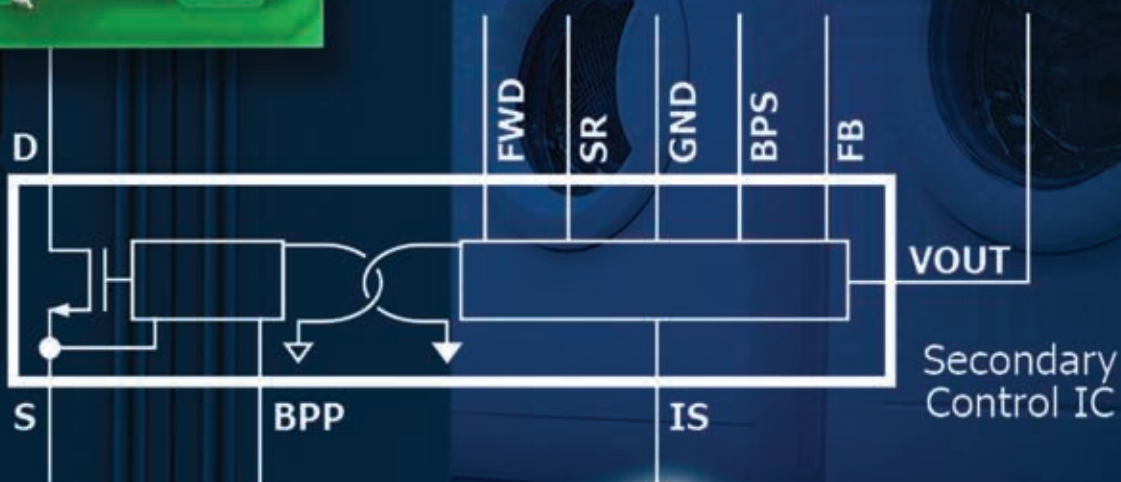 D
FWD
SR
GND
BPS
FB
VOUT
Secondary
Control IC
S
BPP
IS